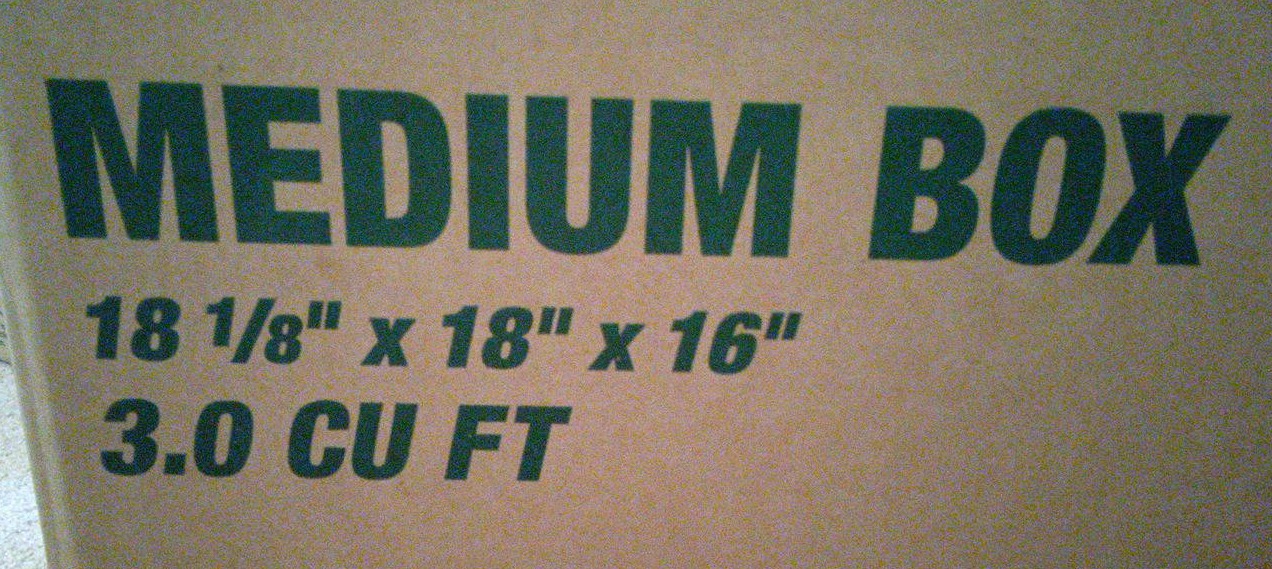 MEDIUM BOX
18 1/8" x 18" x 16"
3.0 CU FT